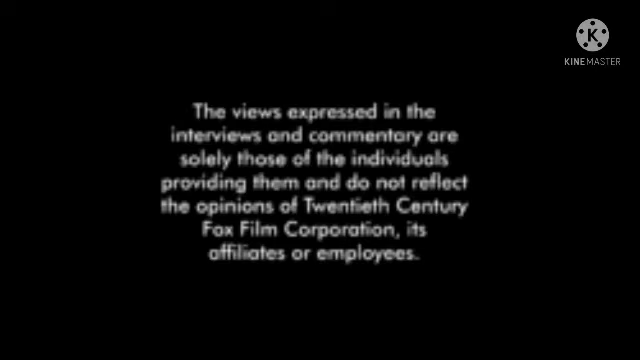 K
KINEMASTER
The views expressed in the
interviews and commentary are
solely those of the individuals
providing them and do not reflect
the opinions of Twentieth Century
Fox Film Corporation, its
affiliates or employees.